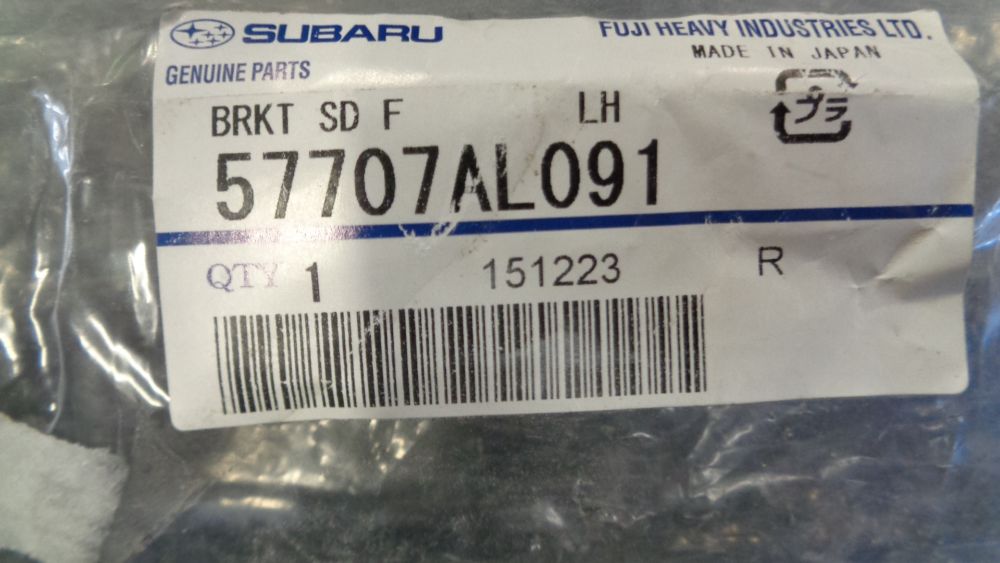 SUBARU
FUJI HEAVY INDUSTRIES LTD.
MADE IN JAPAN
GENUINE PARTS
BRKT SD F LH
プラ
57707AL091
QTY 1 151223 R